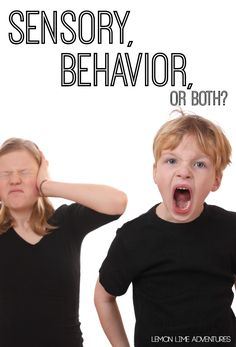 SENSORY,
BEHAVIOR,
OR BOTH?
LEMON LIME ADVENTURES